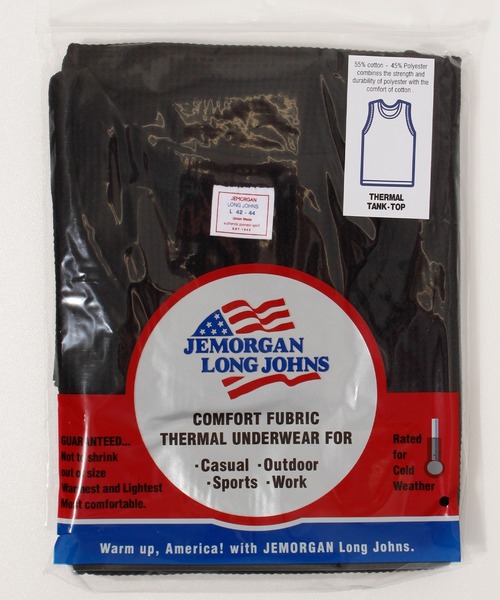 55% cotton - 45% Polyester
combines the strength and
durability of polyester with the
comfort of cotton.
THERMAL
TANK-TOP
JEMORGAN
LONG JOHNS
L 42 - 44
Union Made
JEMORGAN
LONG JOHNS
COMFORT FUBRIC
THERMAL UNDERWEAR FOR
·Casual ·Outdoor
·Sports ·Work
GUARANTEED...
Not to shrink
out of size
Warmest and Lightest
Most comfortable.
Rated
for
Cold
Weather
Warm up, America! with JEMORGAN Long Johns.